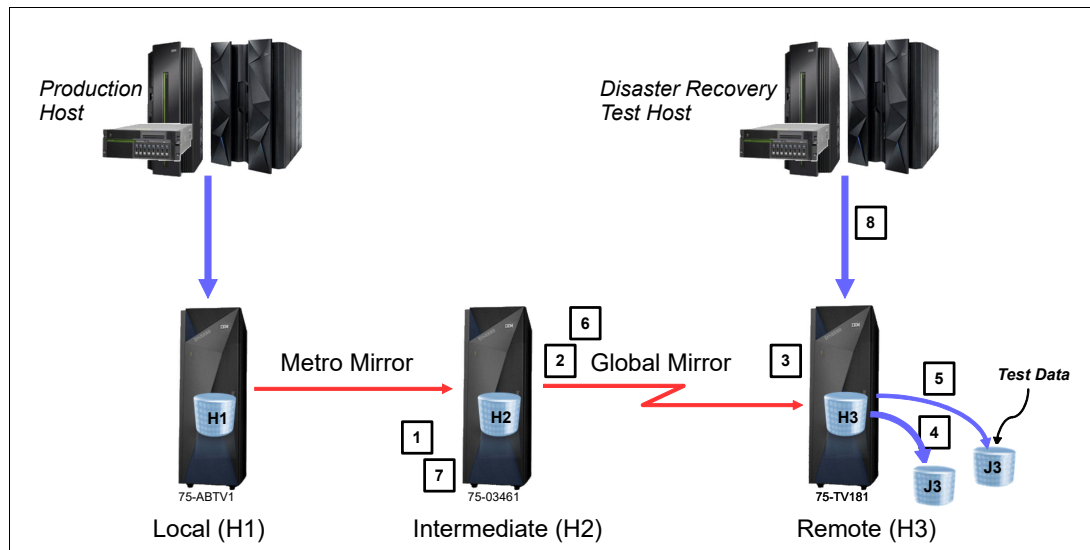 Production
Host
Disaster Recovery
Test Host
8
6
Metro Mirror
2
Global Mirror
3
5
Test Data
H1
H2
H3
1
4
J3
7
J3
75-ABTV1
75-03461
75-TV181
Local (H1)
Intermediate (H2)
Remote (H3)